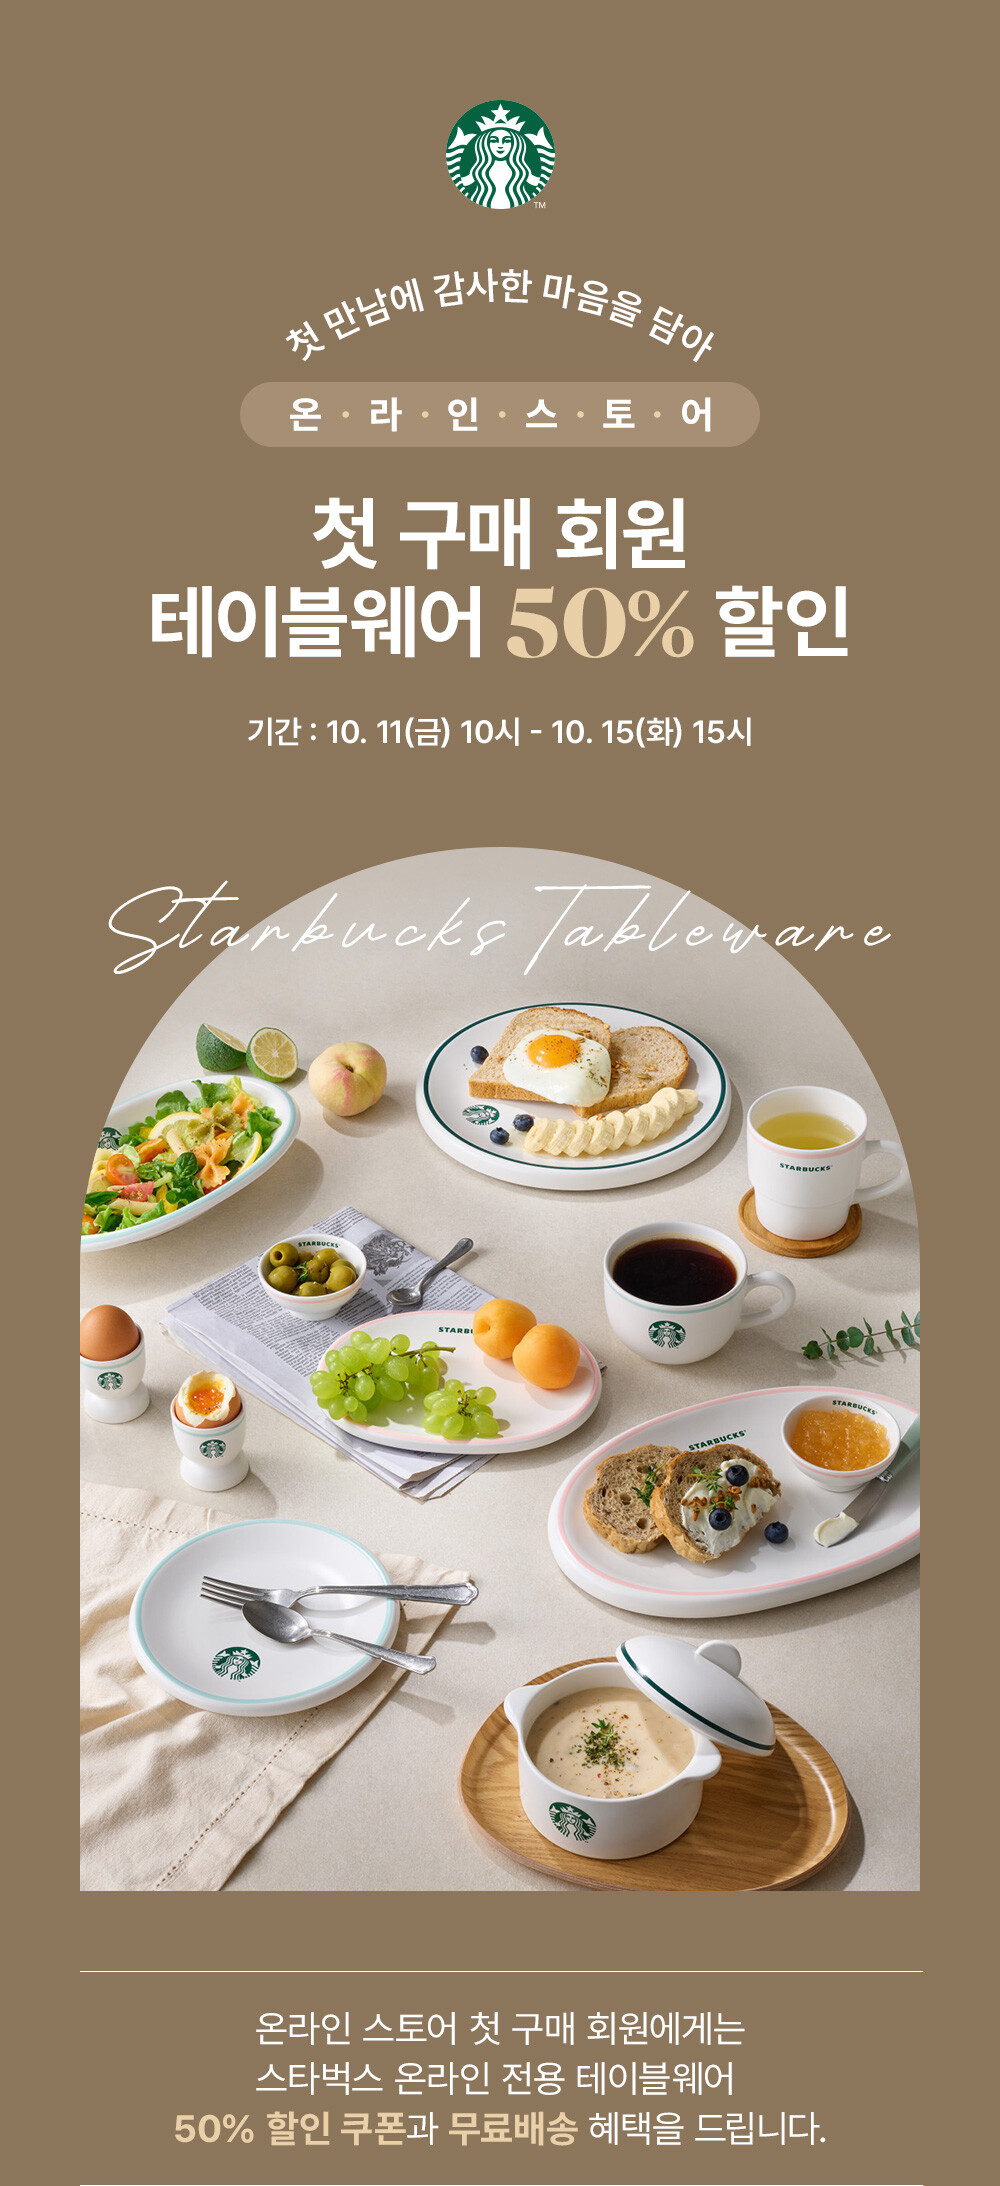 TM
첫 만남에 감사한 마음을 담아
온·라·인·스·토·어
첫 구매 회원
테이블웨어 50% 할인
기간 : 10. 11(금) 10시 - 10. 15(화) 15시
Starbucks Tableware
STARBUCKS
STARBUCKS
STARB
STARBUCKS
STARBUCKS
온라인 스토어 첫 구매 회원에게는
스타벅스 온라인 전용 테이블웨어
50% 할인 쿠폰과 무료배송 혜택을 드립니다.